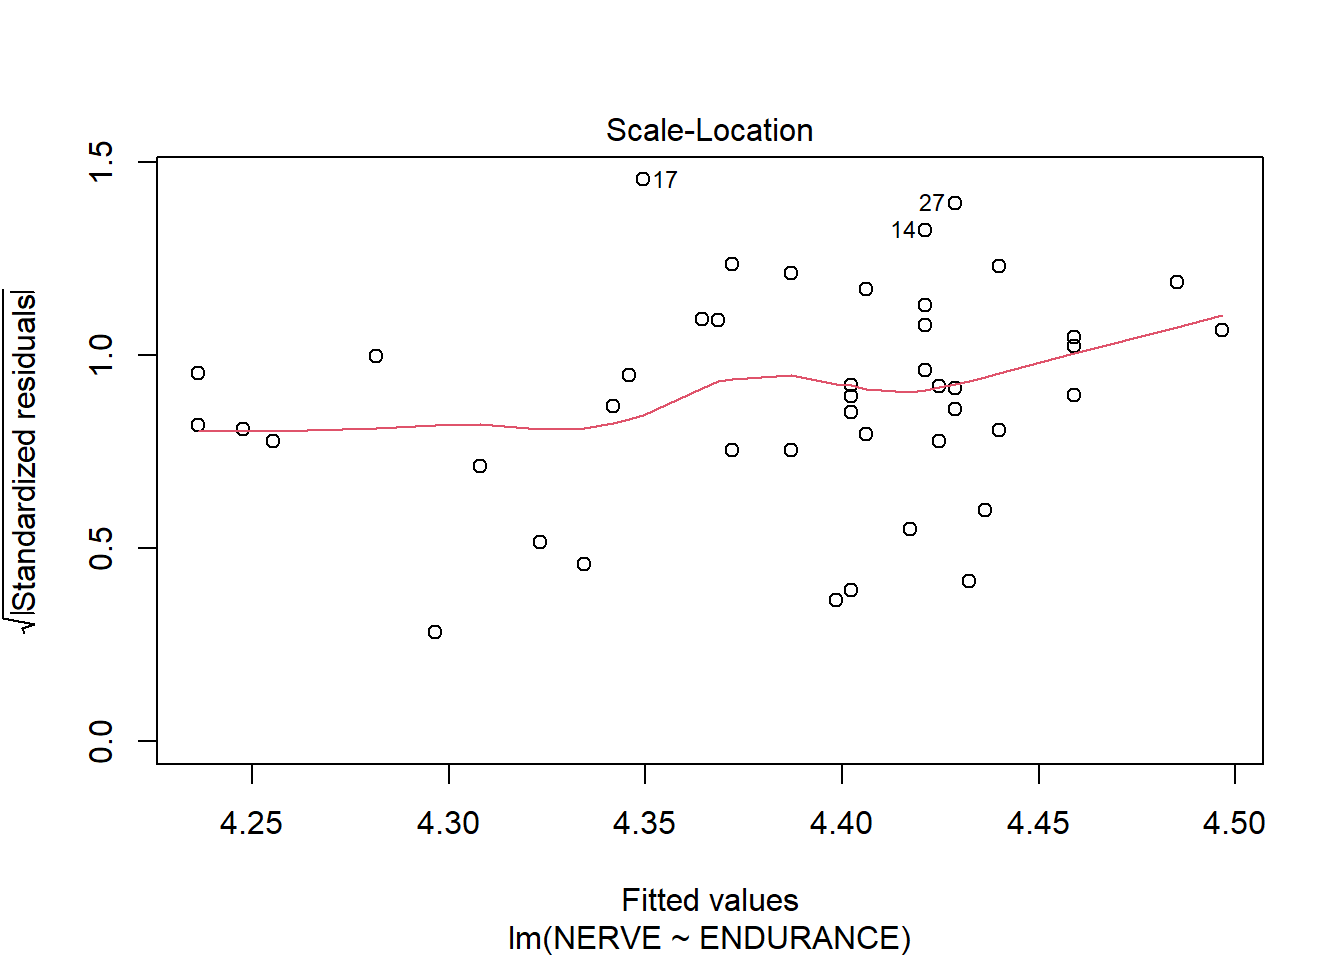 Scale-Location
√|Standardized residuals|
1.5
1.0
0.5
0.0
17
27
14
4.25 4.30 4.35 4.40 4.45 4.50
Fitted values
lm(NERVE ~ ENDURANCE)